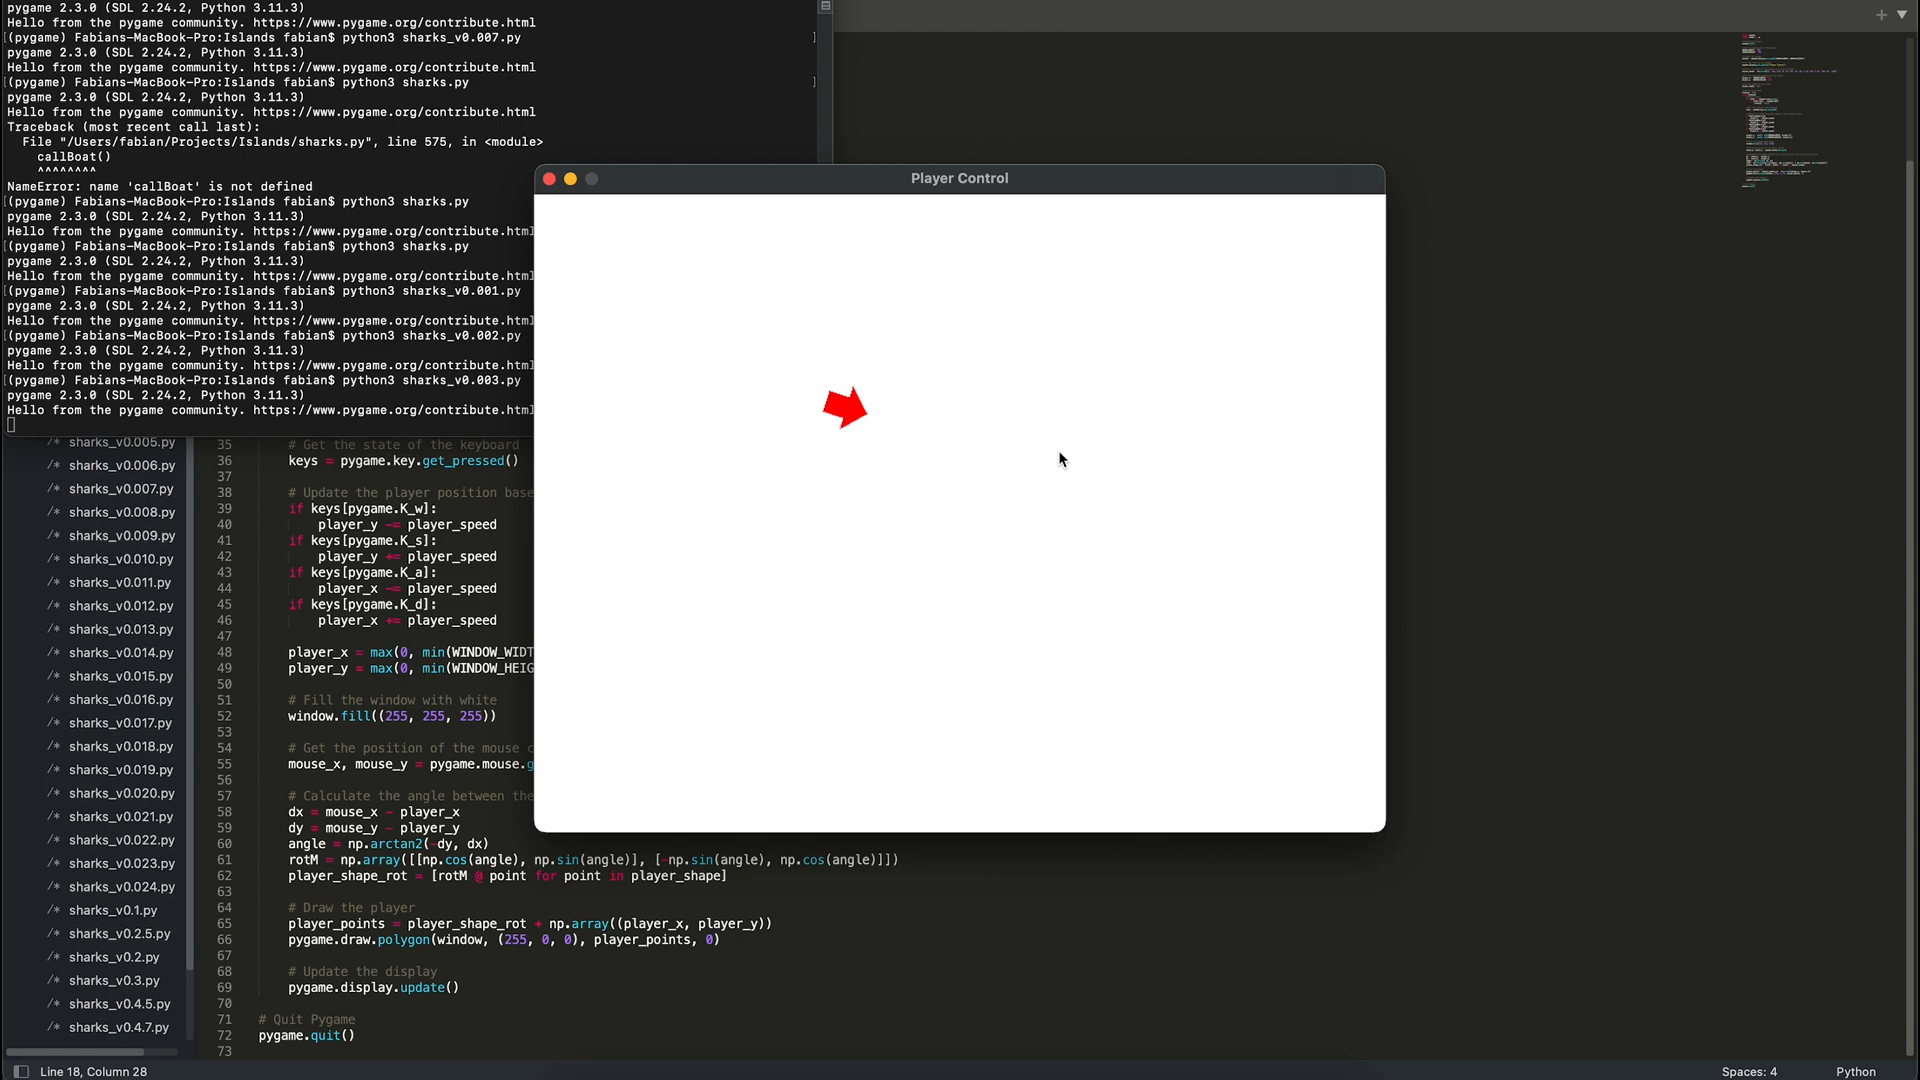 pygame 2.3.0 (SDL 2.24.2, Python 3.11.3)
Hello from the pygame community. https://www.pygame.org/contribute.html
[(pygame) Fabians-MacBook-Pro:Islands fabian$ python3 sharks_v0.007.py ]
pygame 2.3.0 (SDL 2.24.2, Python 3.11.3)
Hello from the pygame community. https://www.pygame.org/contribute.html
[(pygame) Fabians-MacBook-Pro:Islands fabian$ python3 sharks.py ]
pygame 2.3.0 (SDL 2.24.2, Python 3.11.3)
Hello from the pygame community. https://www.pygame.org/contribute.html
Traceback (most recent call last):
File "/Users/fabian/Projects/Islands/sharks.py", line 575, in <module>
callBoat()
^^^^^^^^
NameError: name 'callBoat' is not defined
[(pygame) Fabians-MacBook-Pro:Islands fabian$ python3 sharks.py
pygame 2.3.0 (SDL 2.24.2, Python 3.11.3)
Hello from the pygame community. https://www.pygame.org/contribute.html
[(pygame) Fabians-MacBook-Pro:Islands fabian$ python3 sharks.py
pygame 2.3.0 (SDL 2.24.2, Python 3.11.3)
Hello from the pygame community. https://www.pygame.org/contribute.html
[(pygame) Fabians-MacBook-Pro:Islands fabian$ python3 sharks_v0.001.py
pygame 2.3.0 (SDL 2.24.2, Python 3.11.3)
Hello from the pygame community. https://www.pygame.org/contribute.html
[(pygame) Fabians-MacBook-Pro:Islands fabian$ python3 sharks_v0.002.py
pygame 2.3.0 (SDL 2.24.2, Python 3.11.3)
Hello from the pygame community. https://www.pygame.org/contribute.html
[(pygame) Fabians-MacBook-Pro:Islands fabian$ python3 sharks_v0.003.py
pygame 2.3.0 (SDL 2.24.2, Python 3.11.3)
Hello from the pygame community. https://www.pygame.org/contribute.html
Player Control
/* sharks_v0.005.py
/* sharks_v0.006.py
/* sharks_v0.007.py
/* sharks_v0.008.py
/* sharks_v0.009.py
/* sharks_v0.010.py
/* sharks_v0.011.py
/* sharks_v0.012.py
/* sharks_v0.013.py
/* sharks_v0.014.py
/* sharks_v0.015.py
/* sharks_v0.016.py
/* sharks_v0.017.py
/* sharks_v0.018.py
/* sharks_v0.019.py
/* sharks_v0.020.py
/* sharks_v0.021.py
/* sharks_v0.022.py
/* sharks_v0.023.py
/* sharks_v0.024.py
/* sharks_v0.1.py
/* sharks_v0.2.5.py
/* sharks_v0.2.py
/* sharks_v0.3.py
/* sharks_v0.4.5.py
/* sharks_v0.4.7.py
35 # Get the state of the keyboard
36 keys = pygame.key.get_pressed()
37
38 # Update the player position base
39 if keys[pygame.K_w]:
40 player_y -= player_speed
41 if keys[pygame.K_s]:
42 player_y += player_speed
43 if keys[pygame.K_a]:
44 player_x -= player_speed
45 if keys[pygame.K_d]:
46 player_x += player_speed
47
48 player_x = max(0, min(WINDOW_WIDT
49 player_y = max(0, min(WINDOW_HEIG
50
51 # Fill the window with white
52 window.fill((255, 255, 255))
53
54 # Get the position of the mouse c
55 mouse_x, mouse_y = pygame.mouse.g
56
57 # Calculate the angle between the
58 dx = mouse_x - player_x
59 dy = mouse_y - player_y
60 angle = np.arctan2(-dy, dx)
61 rotM = np.array([[np.cos(angle), np.sin(angle)], [-np.sin(angle), np.cos(angle)]])
62 player_shape_rot = [rotM @ point for point in player_shape]
63
64 # Draw the player
65 player_points = player_shape_rot + np.array((player_x, player_y))
66 pygame.draw.polygon(window, (255, 0, 0), player_points, 0)
67
68 # Update the display
69 pygame.display.update()
70
71 # Quit Pygame
72 pygame.quit()
73
Line 18, Column 28
Spaces: 4
Python